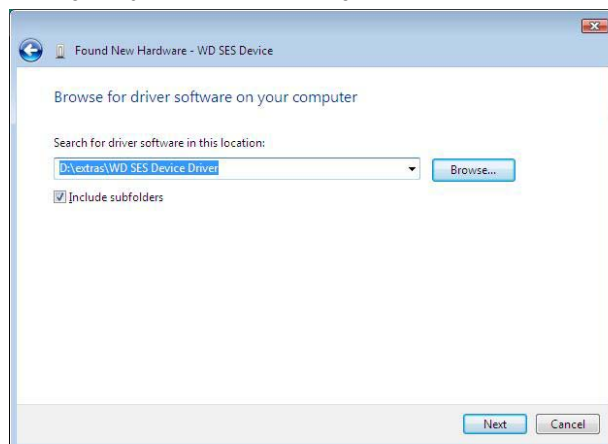 Found New Hardware - WD SES Device
Browse for driver software on your computer
Search for driver software in this location:
D:\extras\WD SES Device Driver
Browse...
Include subfolders
Next
Cancel